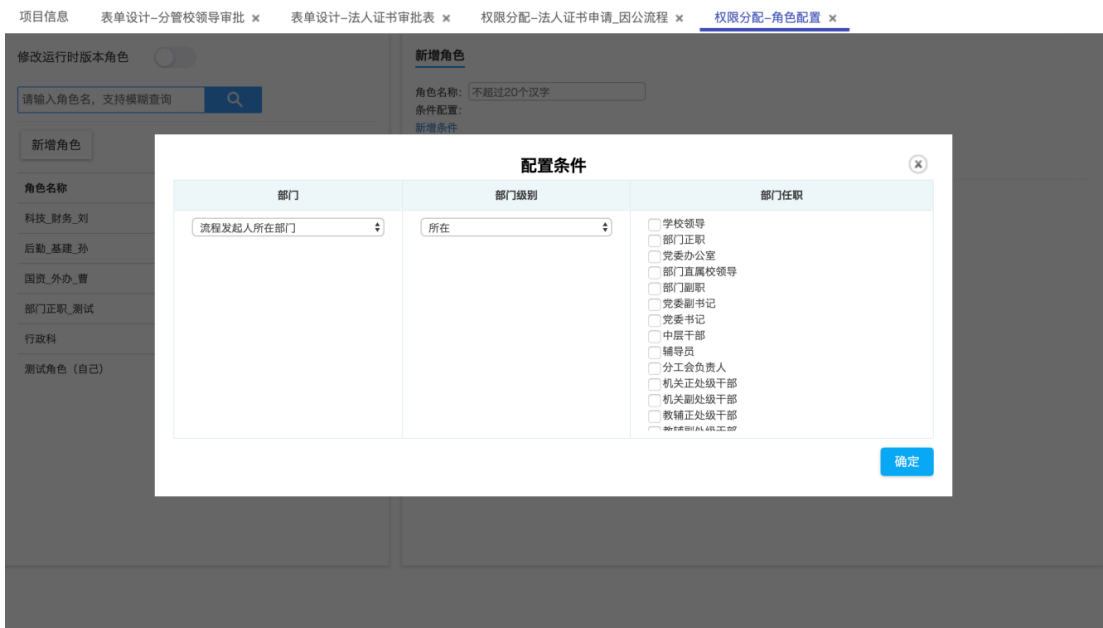 项目信息 表单设计-分管校领导审批 × 表单设计-法人证书审批表 × 权限分配-法人证书申请_因公流程 × 权限分配-角色配置 ×
修改运行时版本角色
请输入角色名，支持模糊查询
新增角色
角色名称
科技_财务_刘
后勤_基建_孙
国资_外办_曹
部门正职_测试
行政科
测试角色（自己）
新增角色
角色名称: 不超过20个汉字
条件配置:
新增条件
配置条件
部门 部门级别 部门任职
流程发起人所在部门 所在
学校领导
部门正职
党委办公室
部门直属校领导
部门副职
党委副书记
党委书记
中层干部
辅导员
分工会负责人
机关正处级干部
机关副处级干部
教辅正处级干部
教辅副处级干部
确定